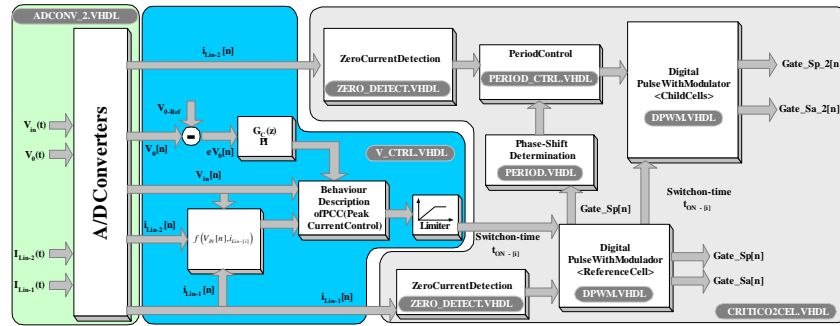 ADCONV_2.VHDL
A/DConverters
V_in(t)
V_0(t)
I_Lin-2(t)
I_Lin-1(t)
i_Lin-2[n]
V_0-Ref
V_0[n]
eV_0[n]
G_C(z)
PI
V_CTRL.VHDL
V_in[n]
i_Lin-2[n]
f(V_IN[n],i_Lin-[i])
Behaviour
Description
ofPCC(Peak
CurrentControl)
Limiter
i_Lin-1[n]
i_Lin-1[n]
ZeroCurrentDetection
ZERO_DETECT.VHDL
PeriodControl
PERIOD_CTRL.VHDL
Digital
PulseWithModulator
<ChildCells>
DPWM.VHDL
Gate_Sp_2[n]
Gate_Sa_2[n]
Phase-Shift
Determination
PERIOD.VHDL
Gate_Sp[n]
Switchon-time
t_ON - [i]
Switchon-time
t_ON - [i]
Digital
PulseWithModulador
<ReferenceCell>
DPWM.VHDL
Gate_Sp[n]
Gate_Sa[n]
ZeroCurrentDetection
ZERO_DETECT.VHDL
CRITICO2CEL.VHDL